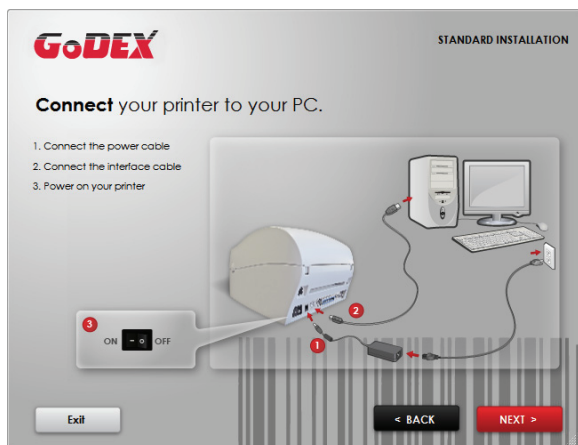 GoDEX
STANDARD INSTALLATION
Connect your printer to your PC.
1. Connect the power cable
2. Connect the interface cable
3. Power on your printer
3
ON - o OFF
2
1
Exit
< BACK
NEXT >